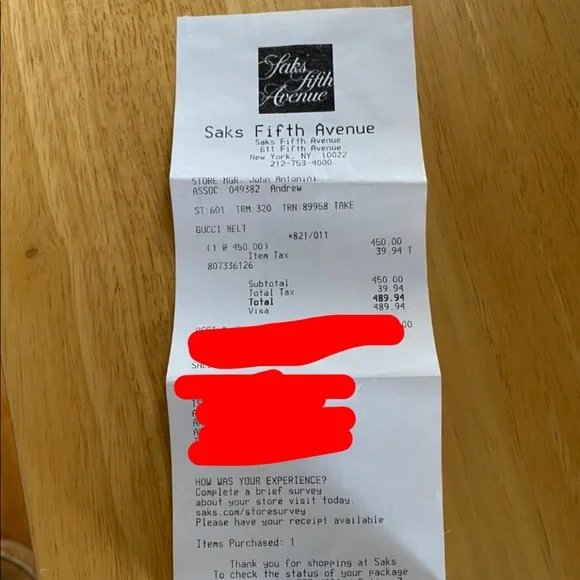 Saks
Fifth
Avenue
Saks Fifth Avenue
Saks Fifth Avenue
611 Fifth Avenue
New York, NY 10022
212-753-4000
STORE MGR: John Antonini
ASSOC: 049382 Andrew
ST:601 TRM 320 TRN:89958 TAKE
GUCCI BELT
*821/011
(1 @ 450.00) 450.00
Item Tax 39.94 T
807336126
Subtotal 450.00
Total Tax 39.94
Total 489.94
Visa 489.94
HOW WAS YOUR EXPERIENCE?
Complete a brief survey
about your store visit today.
saks.com/storesurvey
Please have your receipt available
Items Purchased: 1
Thank you for shopping at Saks
To check the status of your package